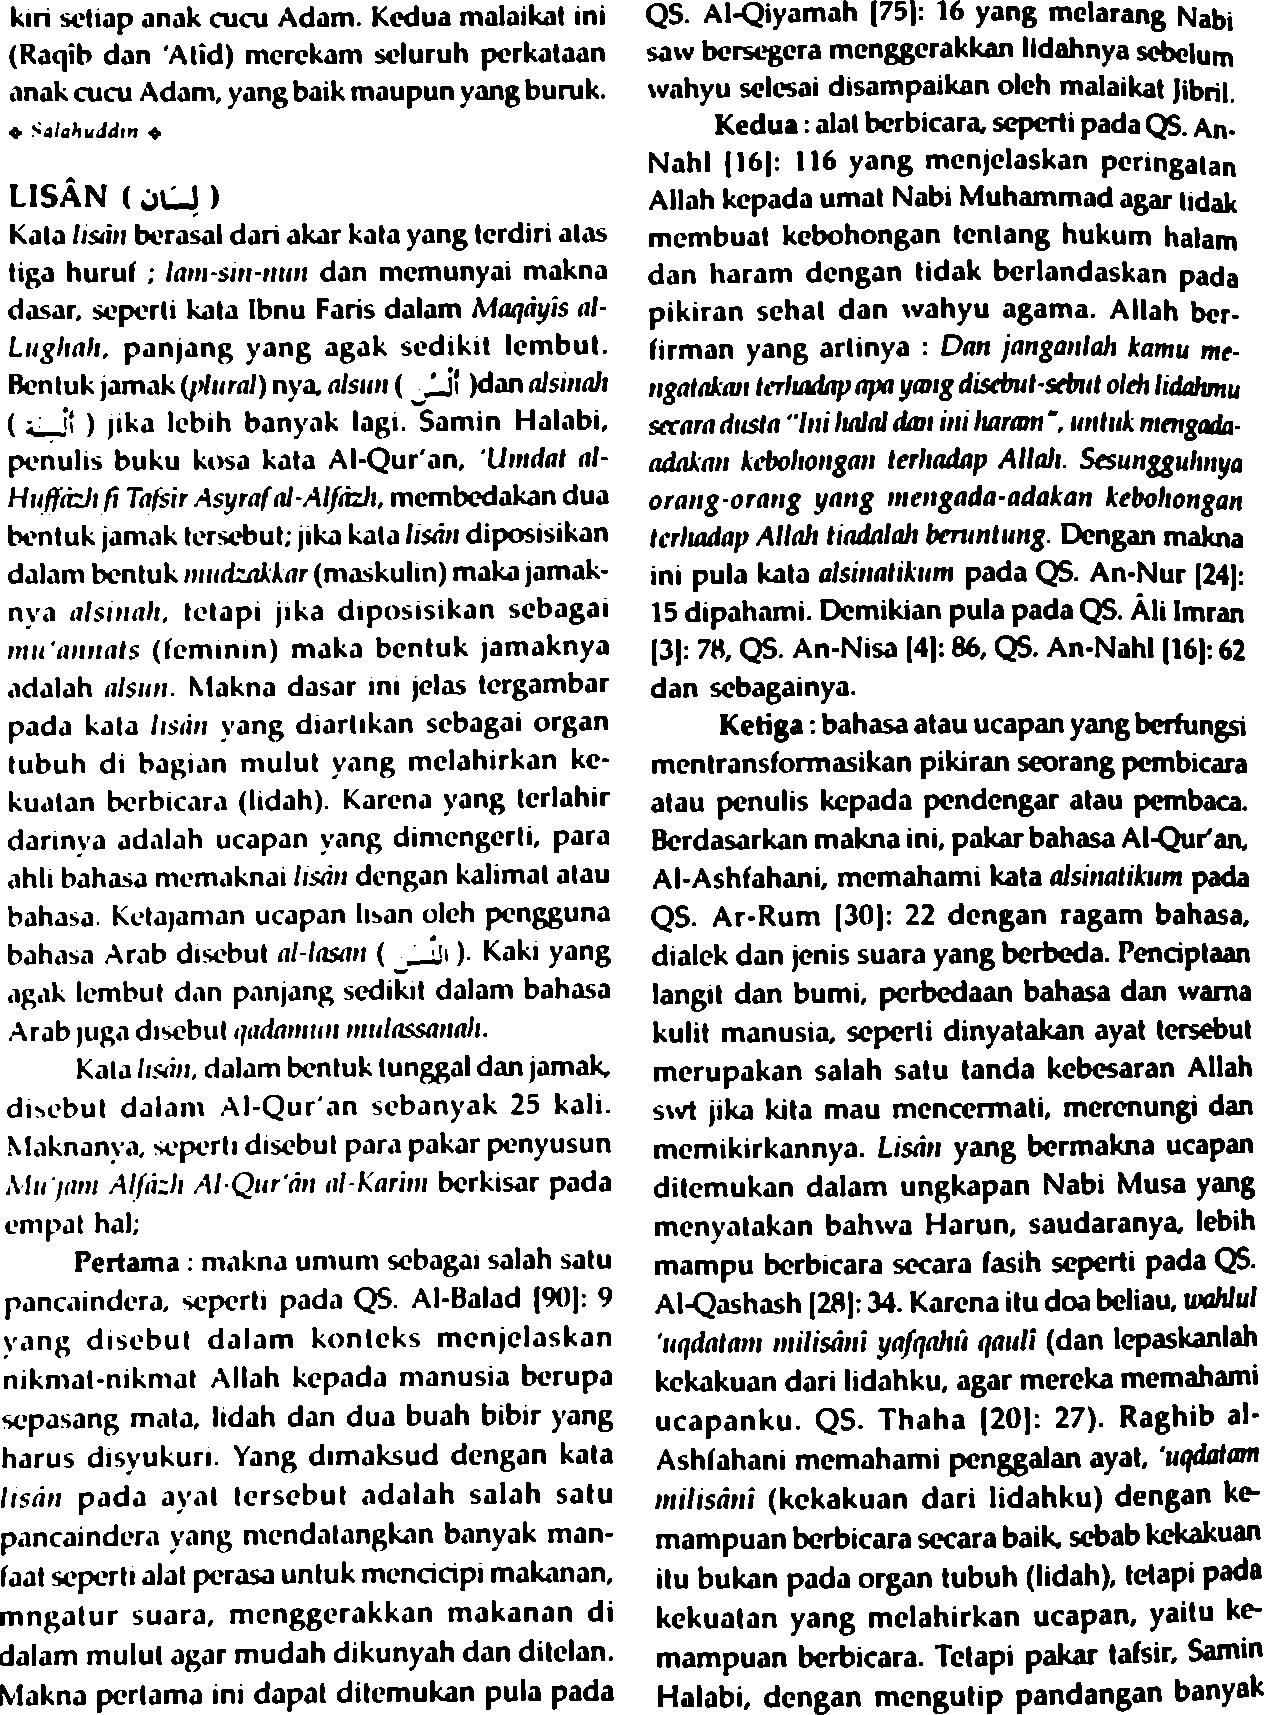 kiri setiap anak cucu Adam. Kedua malaikat ini
(Raqîb dan ‘Atîd) merekam seluruh perkataan
anak cucu Adam, yang baik maupun yang buruk.
❖ Salahuddin ❖
LISÂN ( لِسَان )
Kata lisân berasal dari akar kata yang terdiri atas
tiga huruf ; lam-sin-nun dan memunyai makna
dasar, seperti kata Ibnu Faris dalam Maqâyis al-
Lughah, panjang yang agak sedikit lembut.
Bentuk jamak (plural) nya, alsun ( أَلْسُن )dan alsinah
( أَلْسِنَة ) jika lebih banyak lagi. Samin Halabi,
penulis buku kosa kata Al-Qur'an, ‘Umdat al-
Huffâzh fi Tafsir Asyraf al-Alfâzh, membedakan dua
bentuk jamak tersebut; jika kata lisân diposisikan
dalam bentuk mudzakkar (maskulin) maka jamak-
nya alsinah, tetapi jika diposisikan sebagai
mu'annats (feminin) maka bentuk jamaknya
adalah alsun. Makna dasar ini jelas tergambar
pada kata lisân yang diartikan sebagai organ
tubuh di bagian mulut yang melahirkan ke-
kuatan berbicara (lidah). Karena yang terlahir
darinya adalah ucapan yang dimengerti, para
ahli bahasa memaknai lisân dengan kalimat atau
bahasa. Ketajaman ucapan lisan oleh pengguna
bahasa Arab disebut al-lasan ( اللَّسَن ). Kaki yang
agak lembut dan panjang sedikit dalam bahasa
Arab juga disebut qadamun mulassanah.
Kata lisân, dalam bentuk tunggal dan jamak,
disebut dalam Al-Qur'an sebanyak 25 kali.
Maknanya, seperti disebut para pakar penyusun
Mu'jam Alfâzh Al-Qur'ân al-Karim berkisar pada
empat hal;
Pertama : makna umum sebagai salah satu
pancaindera, seperti pada QS. Al-Balad [90]: 9
yang disebut dalam konteks menjelaskan
nikmat-nikmat Allah kepada manusia berupa
sepasang mata, lidah dan dua buah bibir yang
harus disyukuri. Yang dimaksud dengan kata
lisân pada ayat tersebut adalah salah satu
pancaindera yang mendatangkan banyak man-
faat seperti alat perasa untuk mencicipi makanan,
mngatur suara, menggerakkan makanan di
dalam mulut agar mudah dikunyah dan ditelan.
Makna pertama ini dapat ditemukan pula pada
QS. Al-Qiyamah [75]: 16 yang melarang Nabi
saw bersegera menggerakkan lidahnya sebelum
wahyu selesai disampaikan oleh malaikat Jibril.
Kedua : alat berbicara, seperti pada QS. An-
Nahl [16]: 116 yang menjelaskan peringatan
Allah kepada umat Nabi Muhammad agar tidak
membuat kebohongan tentang hukum halam
dan haram dengan tidak berlandaskan pada
pikiran sehat dan wahyu agama. Allah ber-
firman yang artinya : Dan janganlah kamu me-
ngatakan terhadap apa yang disebut-sebut oleh lidahmu
secara dusta "Ini halal dan ini haram", untuk mengada-
adakan kebohongan terhadap Allah. Sesungguhnya
orang-orang yang mengada-adakan kebohongan
terhadap Allah tiadalah beruntung. Dengan makna
ini pula kata alsinatikum pada QS. An-Nur [24]:
15 dipahami. Demikian pula pada QS. Âli Imran
[3]: 78, QS. An-Nisa [4]: 86, QS. An-Nahl [16]: 62
dan sebagainya.
Ketiga : bahasa atau ucapan yang berfungsi
mentransformasikan pikiran seorang pembicara
atau penulis kepada pendengar atau pembaca.
Berdasarkan makna ini, pakar bahasa Al-Qur'an,
Al-Ashfahani, memahami kata alsinatikum pada
QS. Ar-Rum [30]: 22 dengan ragam bahasa,
dialek dan jenis suara yang berbeda. Penciptaan
langit dan bumi, perbedaan bahasa dan warna
kulit manusia, seperti dinyatakan ayat tersebut
merupakan salah satu tanda kebesaran Allah
swt jika kita mau mencermati, merenungi dan
memikirkannya. Lisân yang bermakna ucapan
ditemukan dalam ungkapan Nabi Musa yang
menyatakan bahwa Harun, saudaranya, lebih
mampu berbicara secara fasih seperti pada QS.
Al-Qashash [28]: 34. Karena itu doa beliau, wahlul
‘uqdatam milisânî yafqahû qaulî (dan lepaskanlah
kekakuan dari lidahku, agar mereka memahami
ucapanku. QS. Thaha [20]: 27). Raghib al-
Ashfahani memahami penggalan ayat, ‘uqdatam
milisânî (kekakuan dari lidahku) dengan ke-
mampuan berbicara secara baik, sebab kekakuan
itu bukan pada organ tubuh (lidah), tetapi pada
kekuatan yang melahirkan ucapan, yaitu ke-
mampuan berbicara. Tetapi pakar tafsir, Samin
Halabi, dengan mengutip pandangan banyak